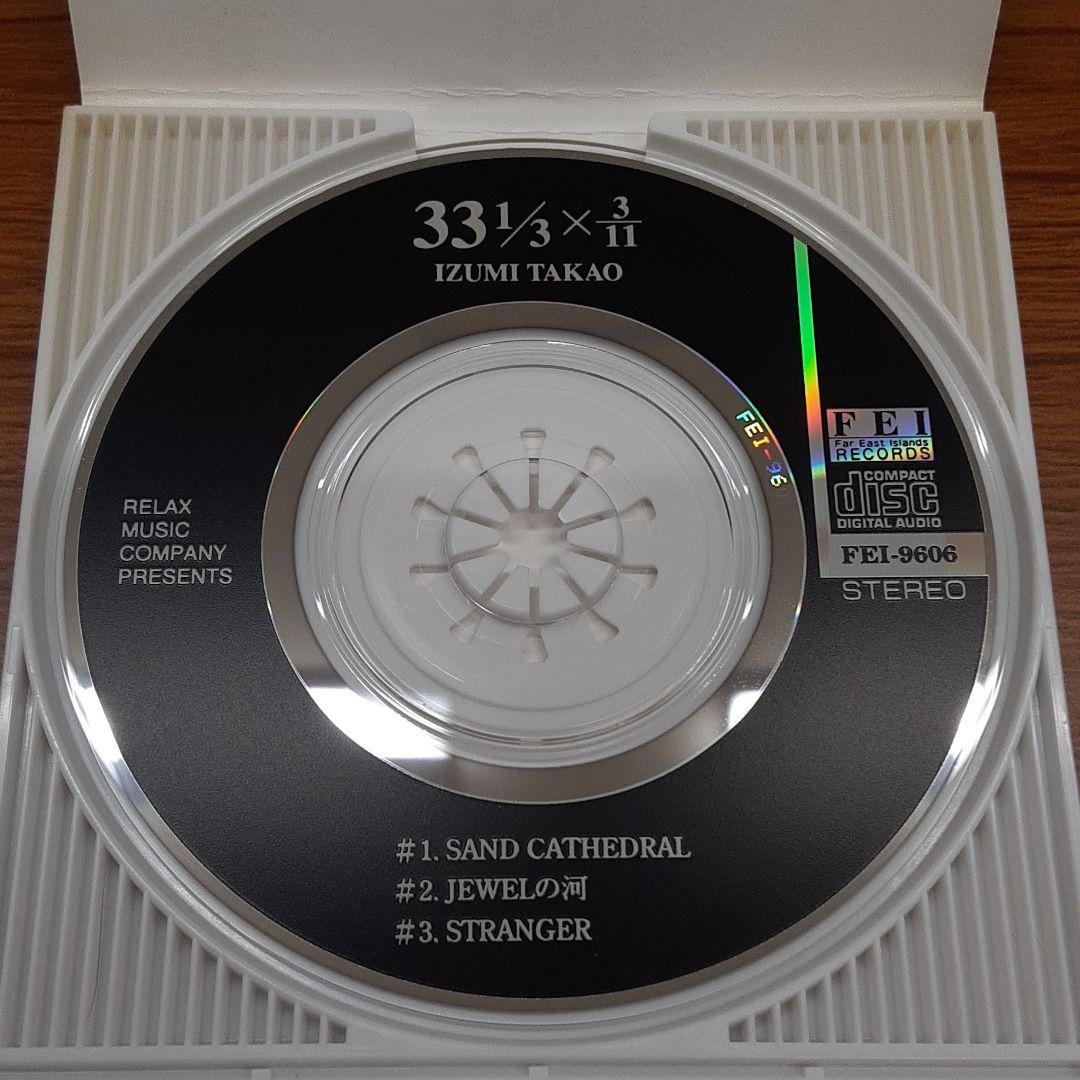 33 1/3 × 3/11
IZUMI TAKAO
RELAX
MUSIC
COMPANY
PRESENTS
FEI-96
FEI
Far East Islands
RECORDS
COMPACT
disc
DIGITAL AUDIO
FEI-9606
STEREO
#1. SAND CATHEDRAL
#2. JEWELの河
#3. STRANGER